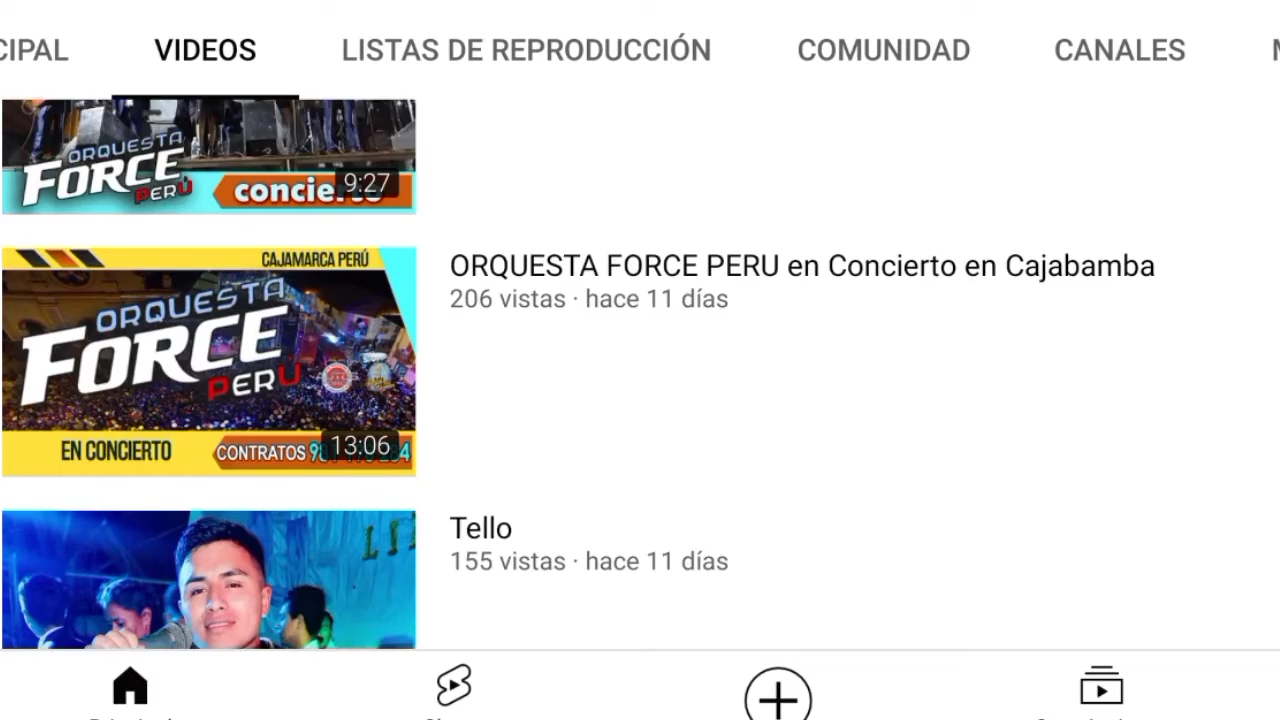 VIDEOS
LISTAS DE REPRODUCCIÓN
COMUNIDAD
CANALES
ORQUESTA
FORCE
PERÚ
9:27
CAJAMARCA PERÚ
ORQUESTA
FORCE
PERU
EN CONCIERTO
CONTRATOS
13:06
ORQUESTA FORCE PERU en Concierto en Cajabamba
206 vistas · hace 11 días
Tello
155 vistas · hace 11 días